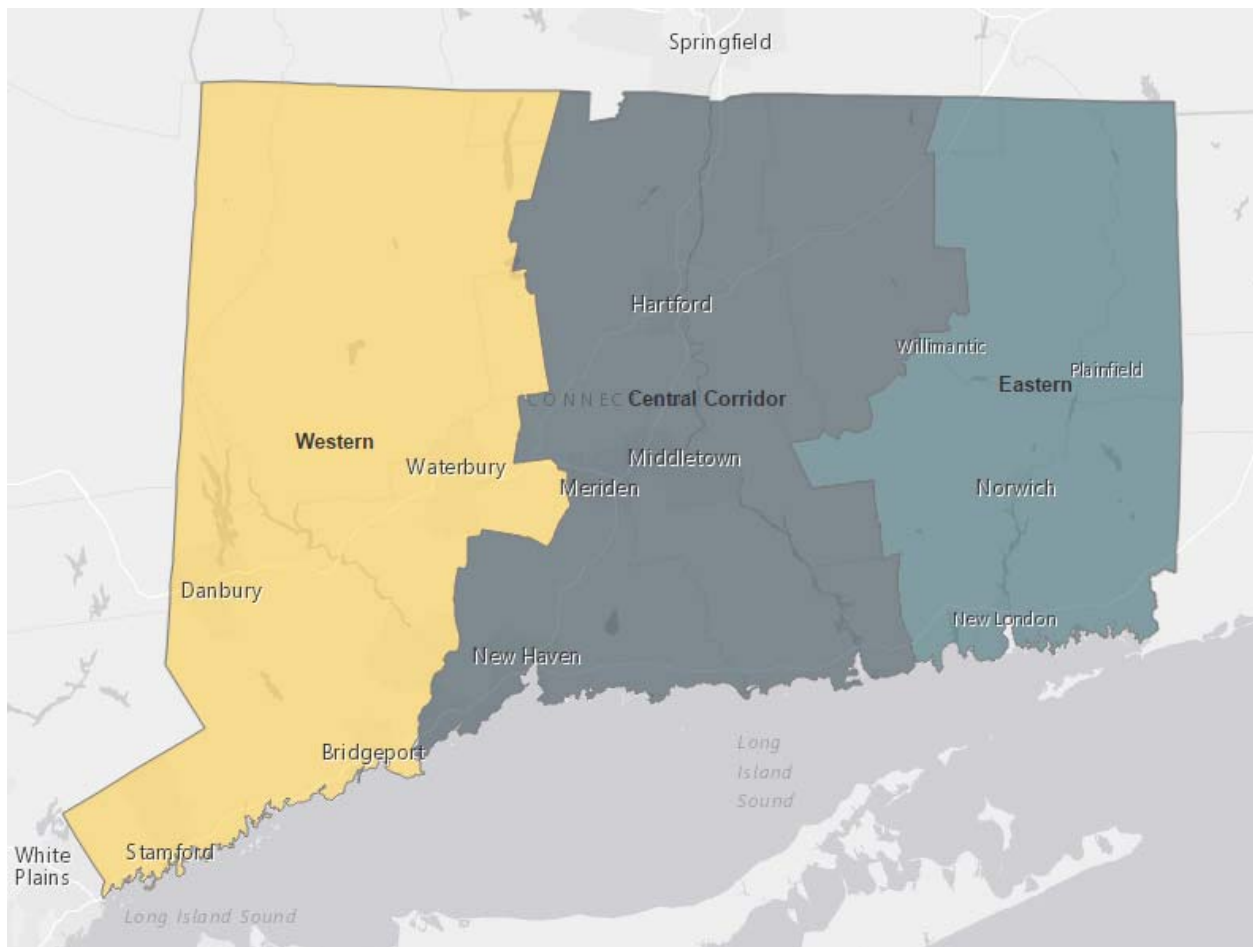 Springfield
Hartford
Willimantic
Plainfield
Eastern
CONNEC
Central Corridor
Western
Waterbury
Middletown
Meriden
Norwich
Danbury
New London
New Haven
Bridgeport
Long
Island
Sound
Stamford
White
Plains
Long Island Sound